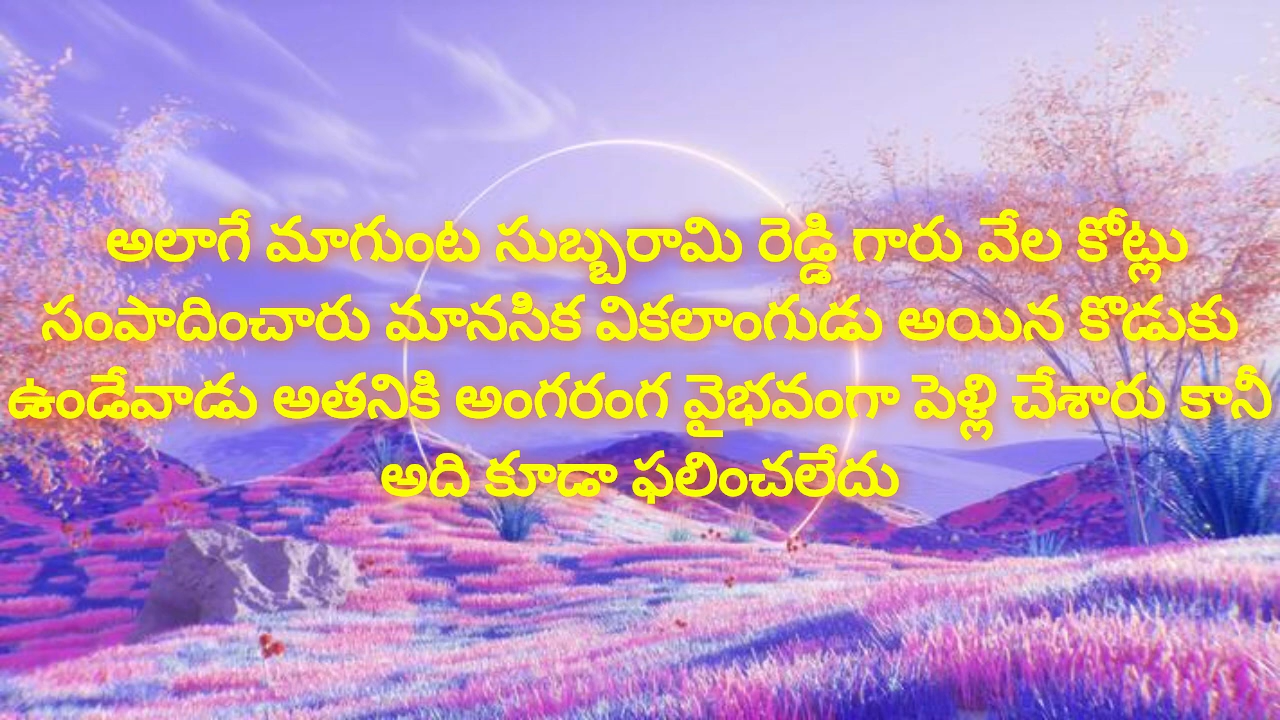 అలాగే మాగుంట సుబ్బరామి రెడ్డి గారు వేల కోట్లు
సంపాదించారు మానసిక వికలాంగుడు అయిన కొడుకు
ఉండేవాడు అతనికి అంగరంగ వైభవంగా పెళ్లి చేశారు కానీ
అది కూడా ఫలించలేదు